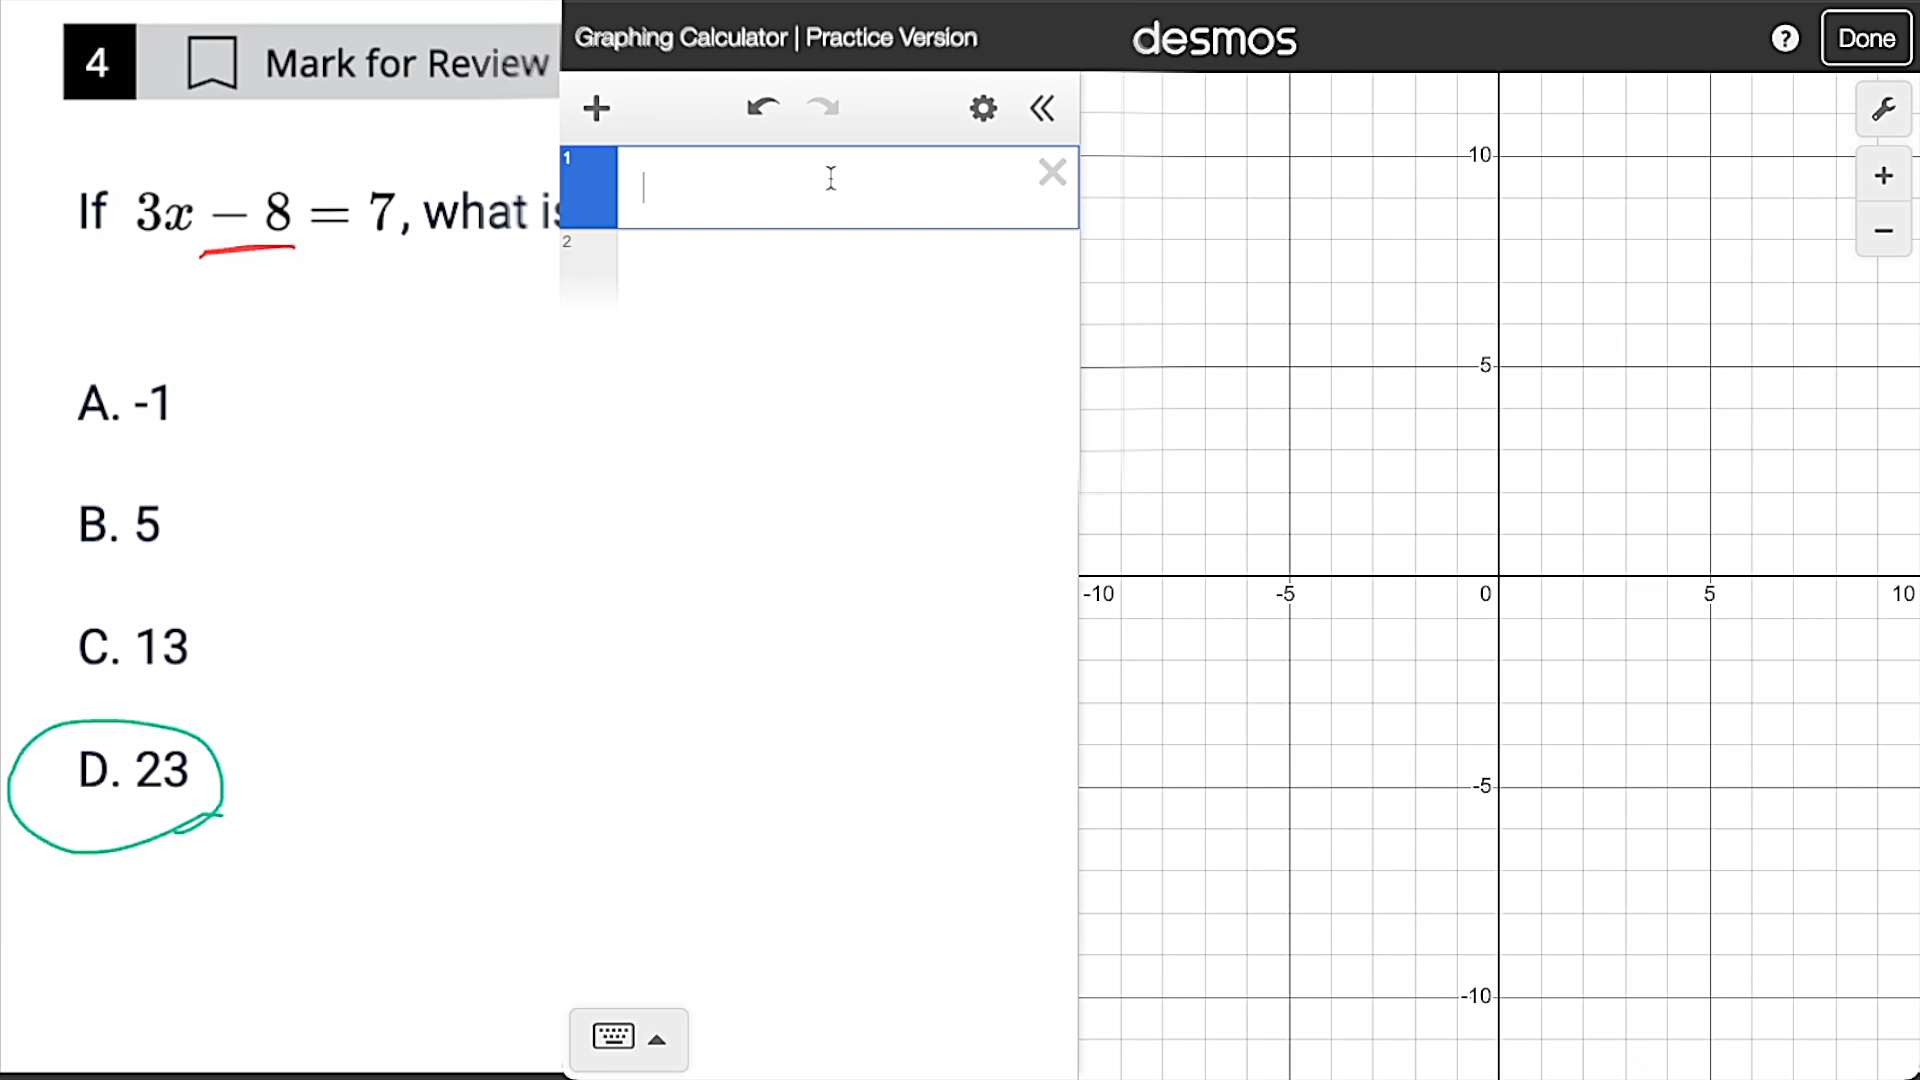 4 Mark for Review
Graphing Calculator | Practice Version
desmos
? Done
1
2
If 3x − 8 = 7, what is
A. -1
B. 5
C. 13
D. 23
10
5
-10 -5 0 5 10
-5
-10